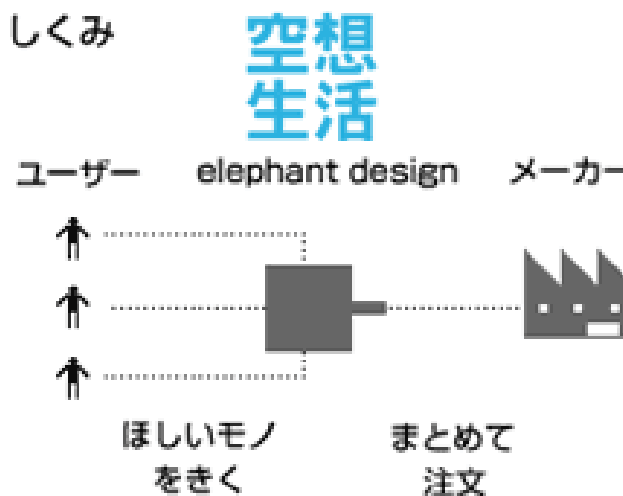 しくみ
空想
生活
ユーザー
elephant design
メーカー
ほしいモノ
をきく
まとめて
注文